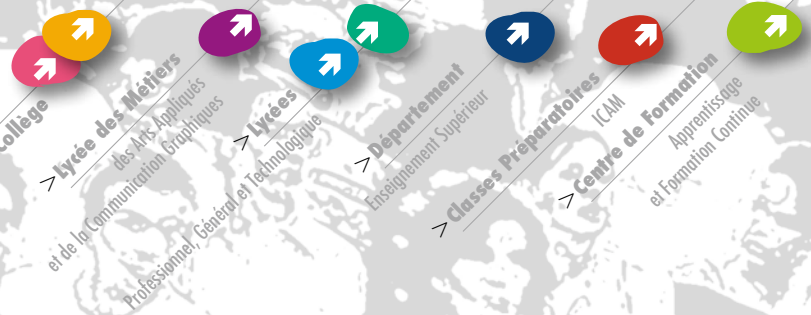 Collège
> Lycée des Métiers
des Arts Appliqués
et de la Communication Graphiques
> Lycées
Professionnel, Général et Technologique
> Département
Enseignement Supérieur
> Classes Préparatoires
ICAM
> Centre de Formation
Apprentissage
et Formation Continue